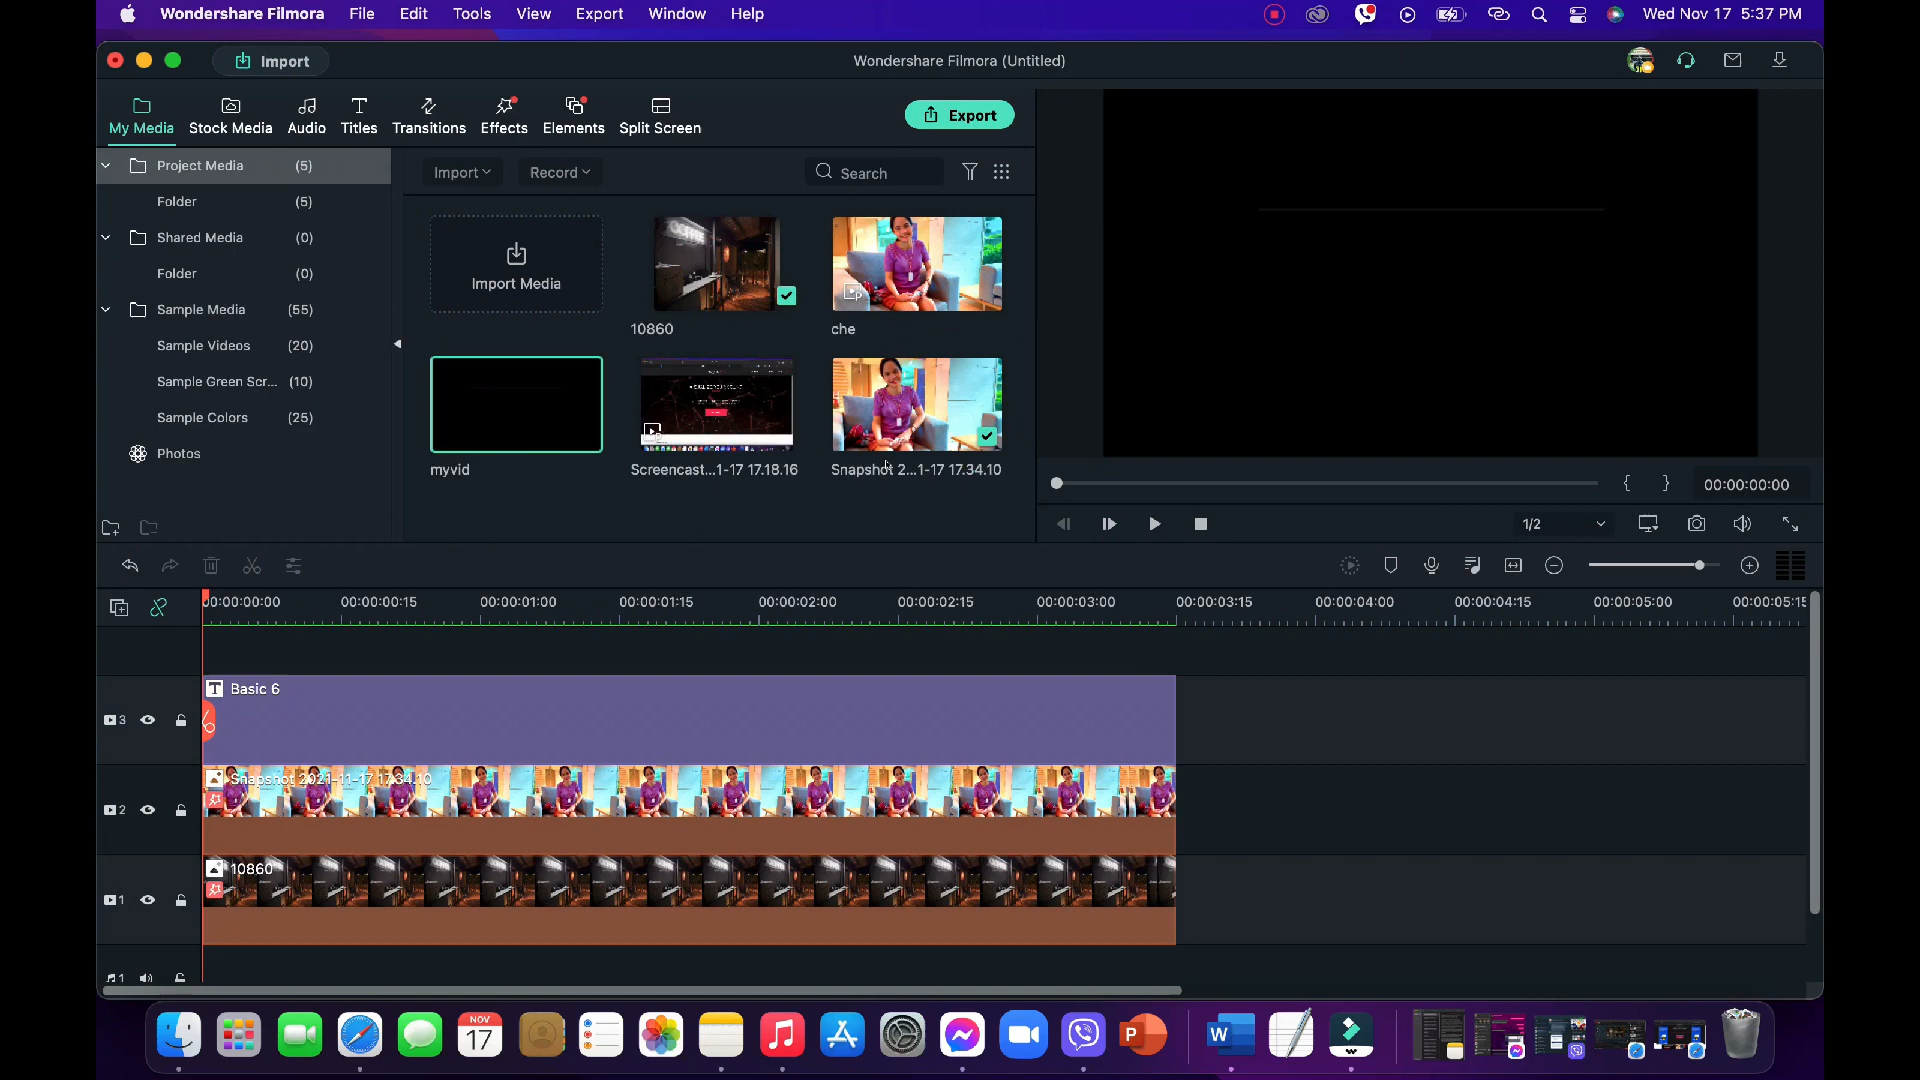 Wondershare Filmora File Edit Tools View Export Window Help Wed Nov 17 5:37 PM
Import Wondershare Filmora (Untitled)
My Media Stock Media Audio Titles Transitions Effects Elements Split Screen Export
Project Media (5)
Folder (5)
Shared Media (0)
Folder (0)
Sample Media (55)
Sample Videos (20)
Sample Green Scr... (10)
Sample Colors (25)
Photos
Import Record Search
Import Media
10860
che
myvid
Screencast...1-17 17.18.16
Snapshot 2...1-17 17.34.10
{ } 00:00:00:00
1/2
00:00:00:00 00:00:00:15 00:00:01:00 00:00:01:15 00:00:02:00 00:00:02:15 00:00:03:00 00:00:03:15 00:00:04:00 00:00:04:15 00:00:05:00 00:00:05:15
3 Basic 6
2 Snapshot 2021-11-17 17.34.10
1 10860
1
NOV
17
W
P